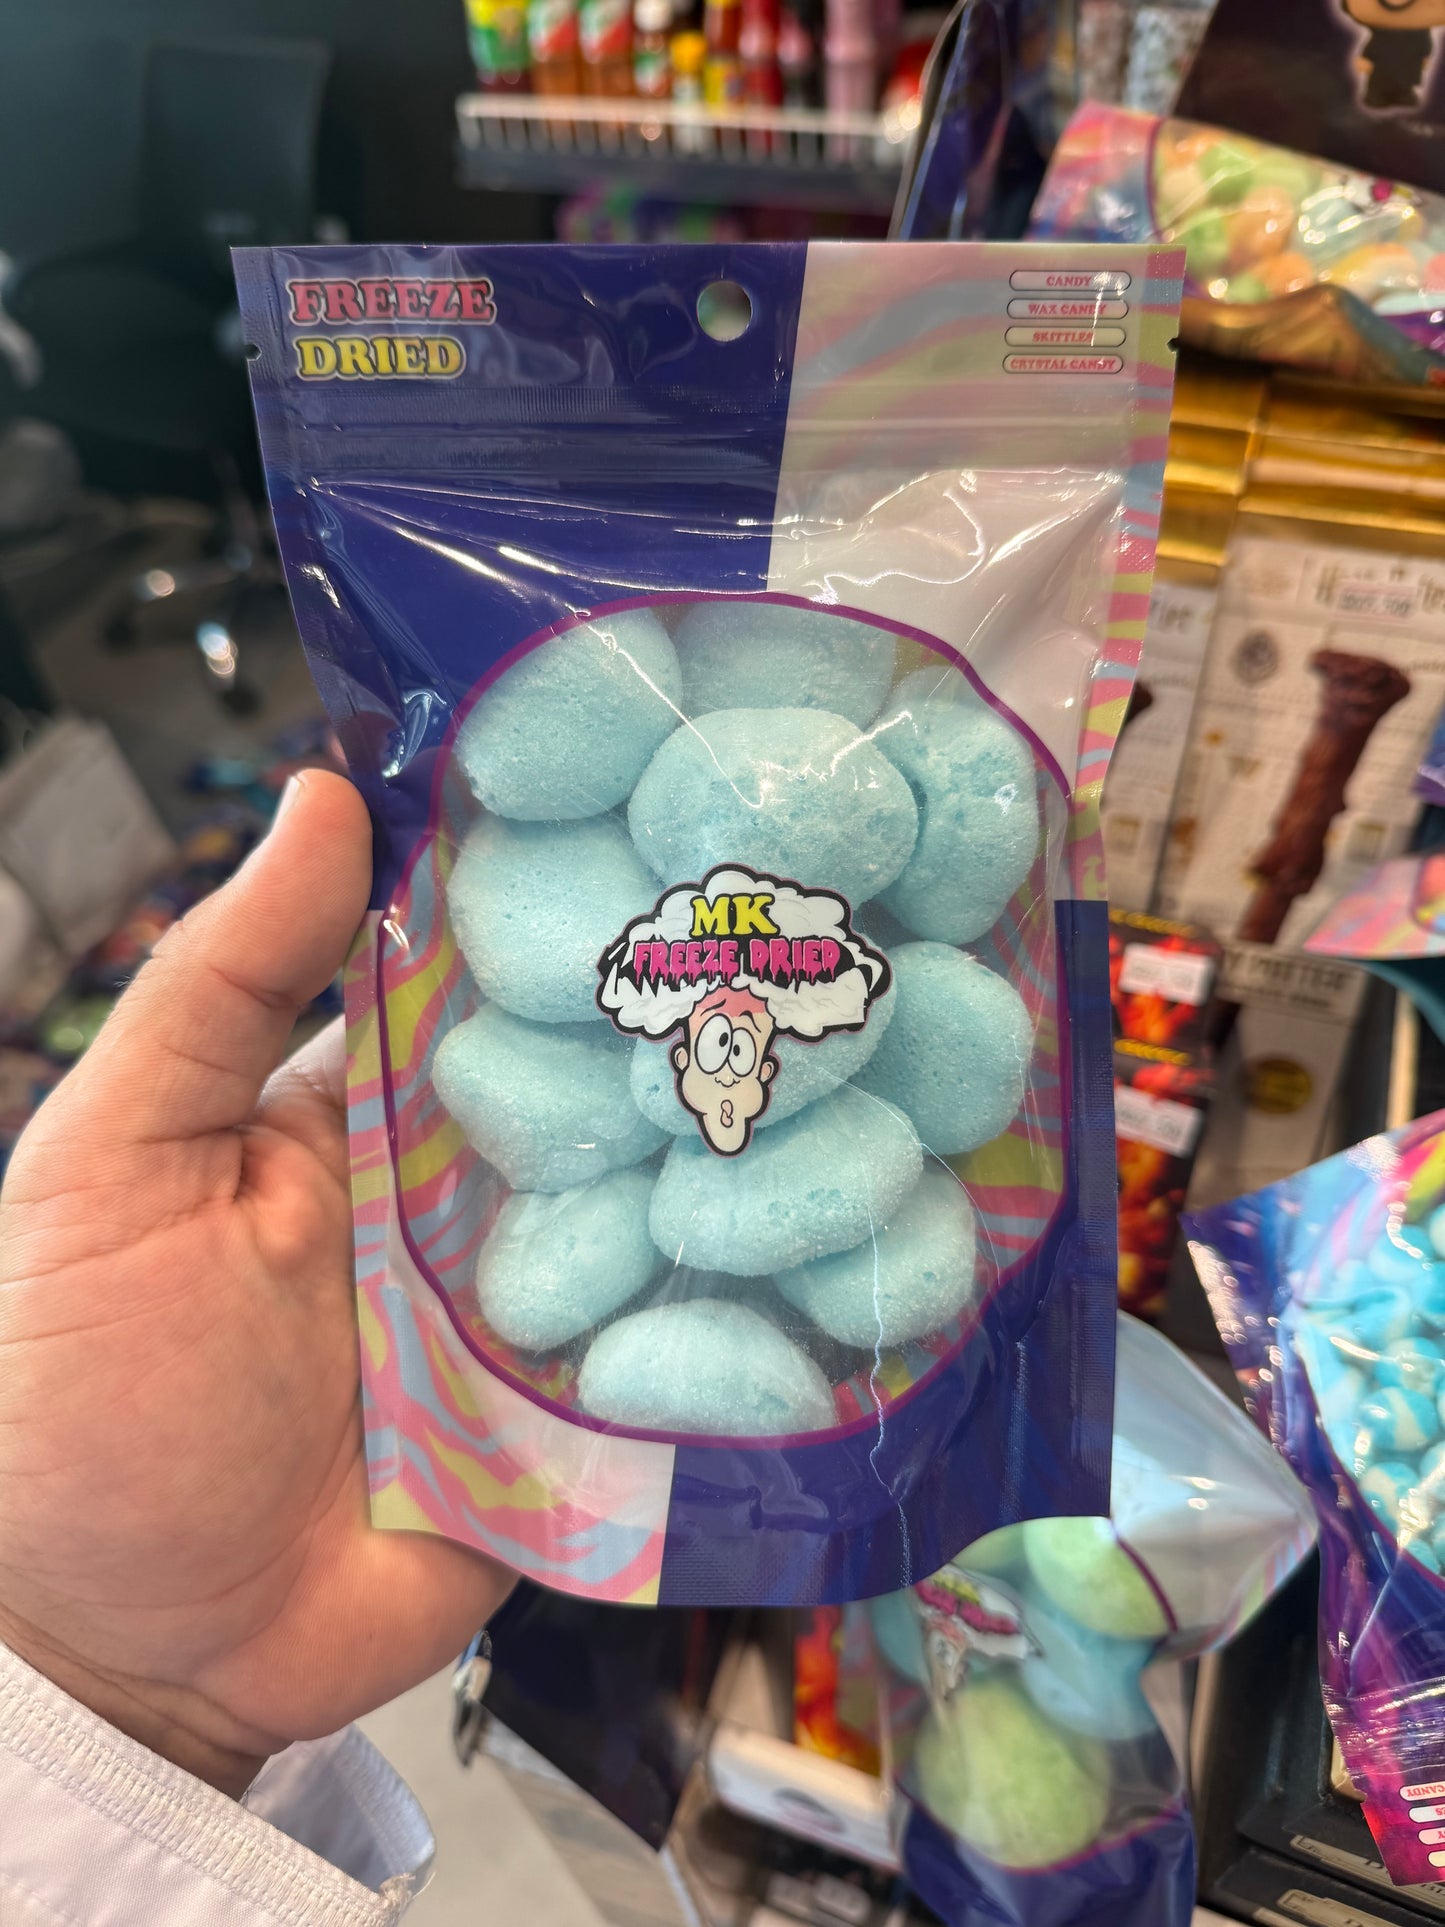 FREEZE
DRIED
CANDY
WAX CANDY
SKITTLES
CRYSTAL CANDY
MK
FREEZE DRIED